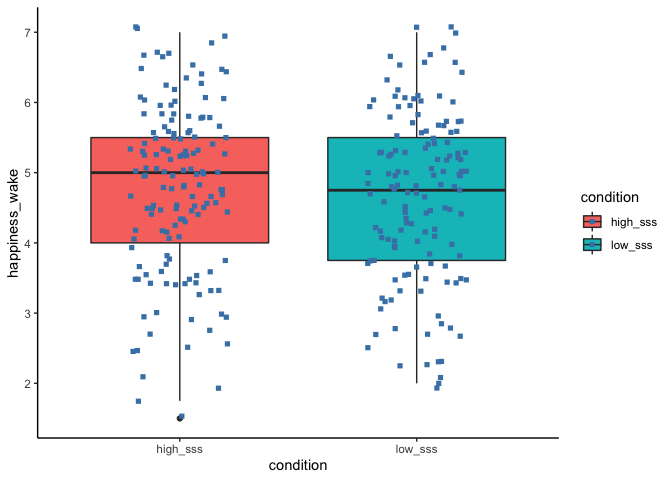 happiness_wake
7
6
5
4
3
2
high_sss
low_sss
condition
condition
high_sss
low_sss